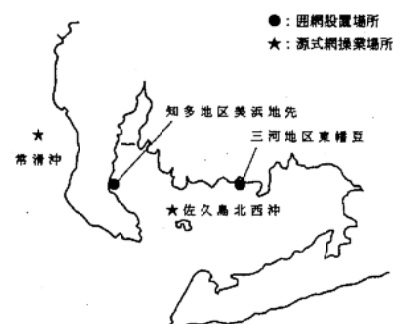 ●：囲網設置場所
★：源式網操業場所
知多地区美浜地先
三河地区東幡豆
★
常滑沖
★佐久島北西沖